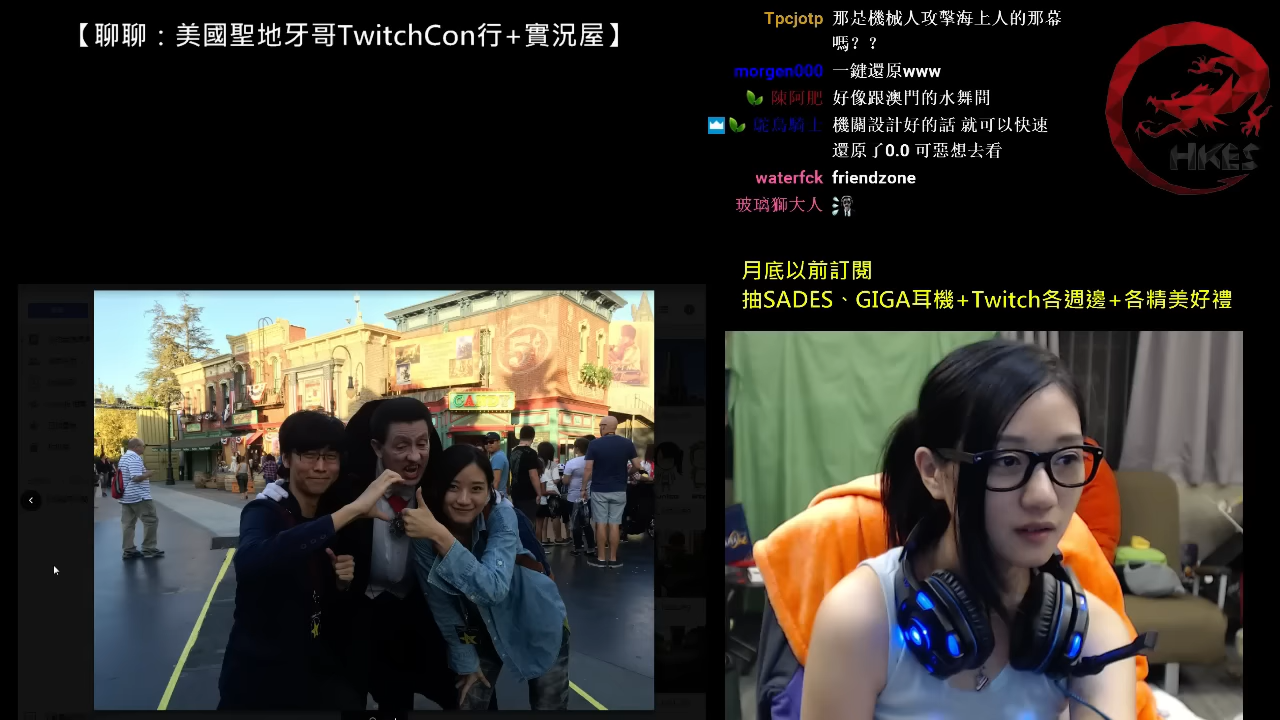 【聊聊：美國聖地牙哥TwitchCon行+實況屋】
Tpcjotp 那是機械人攻擊海上人的那幕
嗎？？
morgen000 一鍵還原www
陳阿肥 好像跟澳門的水舞間
鴕鳥騎士 機關設計好的話 就可以快速
還原了0.0 可惡想去看
waterfck friendzone
玻璃獅大人
HKES
月底以前訂閱
抽SADES、GIGA耳機+Twitch各週邊+各精美好禮
5¢